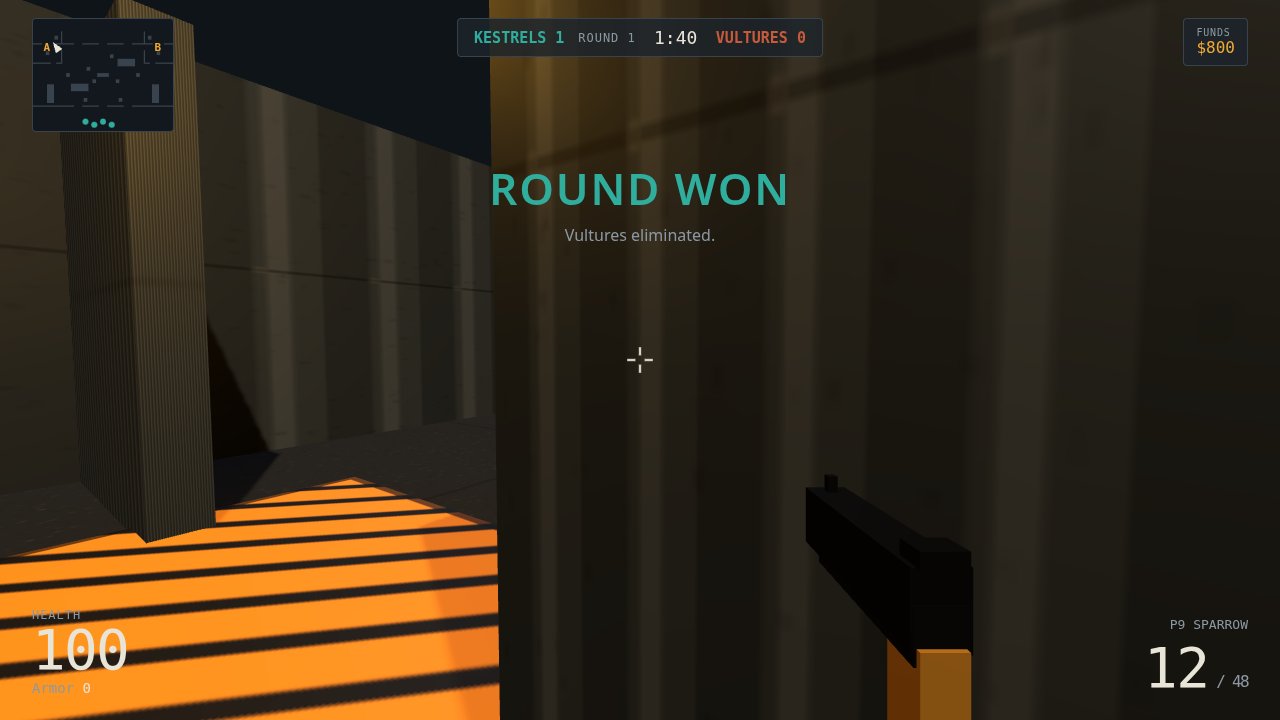 A B
KESTRELS 1 ROUND 1 1:40 VULTURES 0
FUNDS
$800
ROUND WON
Vultures eliminated.
HEALTH
100
Armor 0
P9 SPARROW
12 / 48